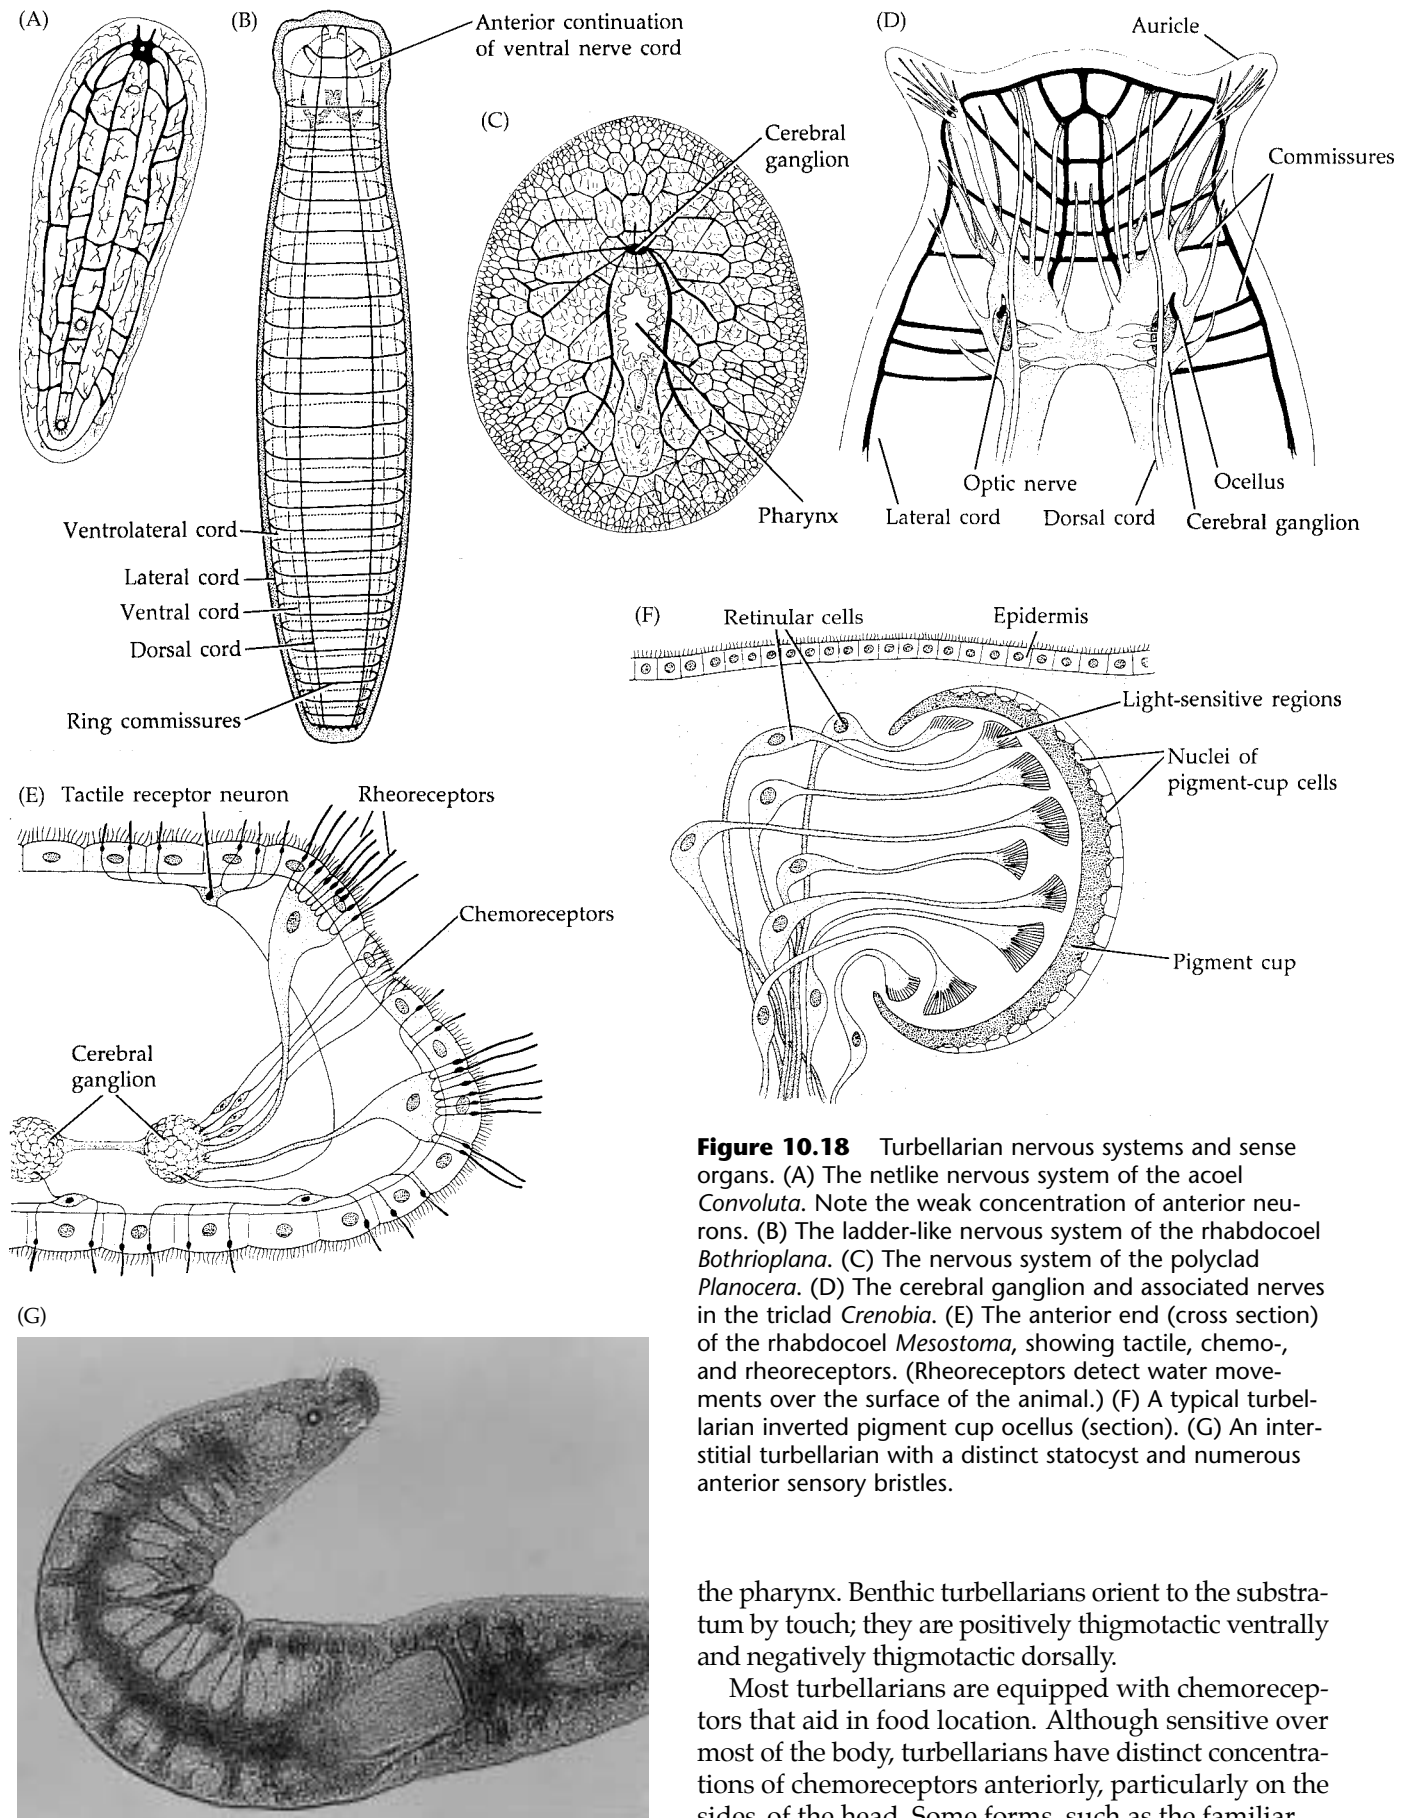 (A)
(B)
Anterior continuation
of ventral nerve cord
Ventrolateral cord
Lateral cord
Ventral cord
Dorsal cord
Ring commissures
(C)
Cerebral
ganglion
Pharynx
(D)
Auricle
Commissures
Optic nerve
Ocellus
Lateral cord
Dorsal cord
Cerebral ganglion
(E) Tactile receptor neuron
Rheoreceptors
Chemoreceptors
Cerebral
ganglion
(F)
Retinular cells
Epidermis
Light-sensitive regions
Nuclei of
pigment-cup cells
Pigment cup
(G)
Figure 10.18 Turbellarian nervous systems and sense
organs. (A) The netlike nervous system of the acoel
Convoluta. Note the weak concentration of anterior neu-
rons. (B) The ladder-like nervous system of the rhabdocoel
Bothrioplana. (C) The nervous system of the polyclad
Planocera. (D) The cerebral ganglion and associated nerves
in the triclad Crenobia. (E) The anterior end (cross section)
of the rhabdocoel Mesostoma, showing tactile, chemo-,
and rheoreceptors. (Rheoreceptors detect water move-
ments over the surface of the animal.) (F) A typical turbel-
larian inverted pigment cup ocellus (section). (G) An inter-
stitial turbellarian with a distinct statocyst and numerous
anterior sensory bristles.
the pharynx. Benthic turbellarians orient to the substra-
tum by touch; they are positively thigmotactic ventrally
and negatively thigmotactic dorsally.
Most turbellarians are equipped with chemorecep-
tors that aid in food location. Although sensitive over
most of the body, turbellarians have distinct concentra-
tions of chemoreceptors anteriorly, particularly on the
sides of the head. Some forms, such as the familiar